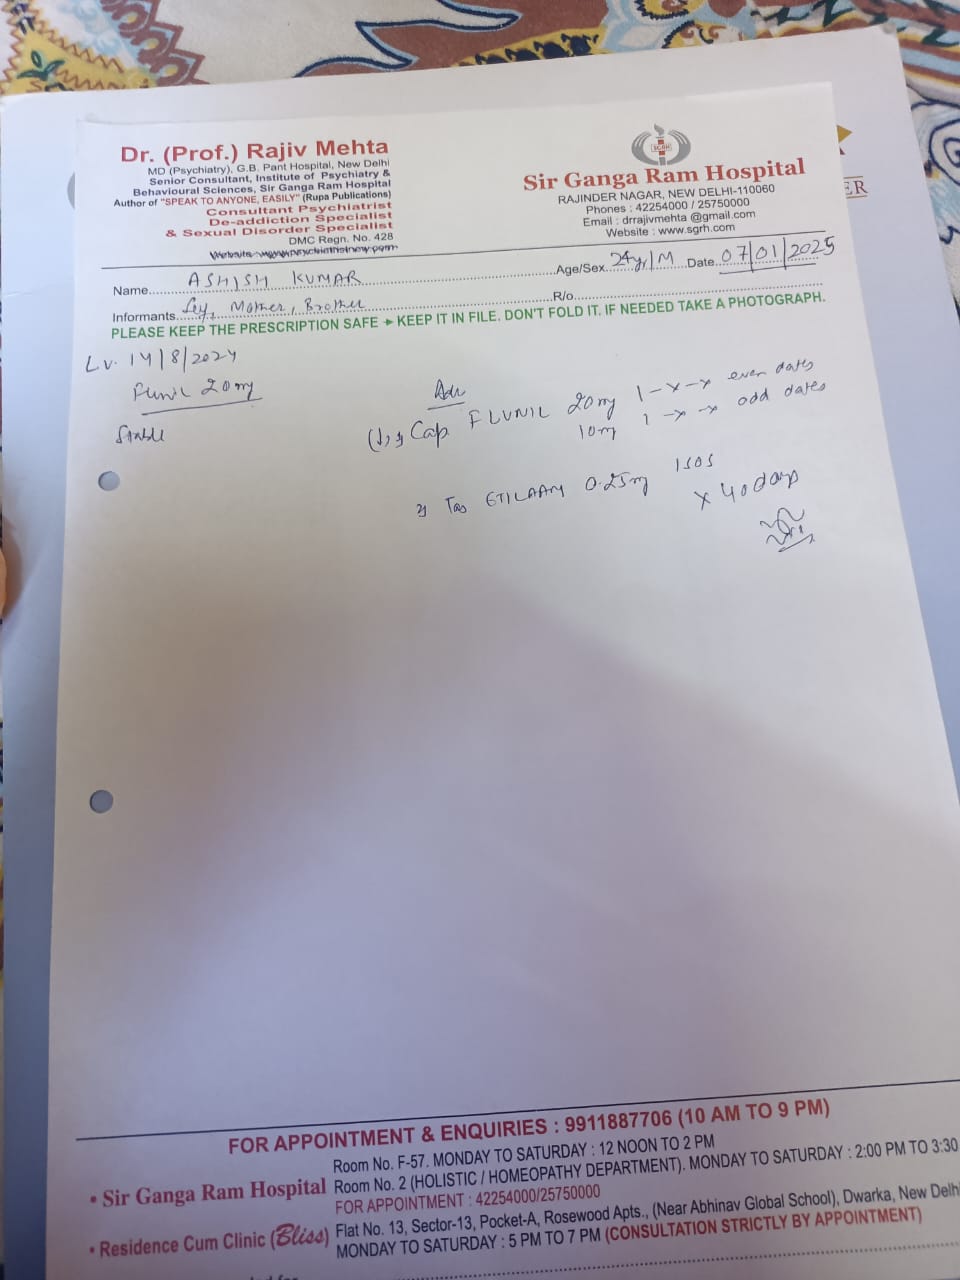 Dr. (Prof.) Rajiv Mehta
MD (Psychiatry), G.B. Pant Hospital, New Delhi
Senior Consultant, Institute of Psychiatry &
Behavioural Sciences, Sir Ganga Ram Hospital
Author of "SPEAK TO ANYONE, EASILY" (Rupa Publications)
Consultant Psychiatrist
De-addiction Specialist
& Sexual Disorder Specialist
DMC Regn. No. 428
SGRH
Sir Ganga Ram Hospital
RAJINDER NAGAR, NEW DELHI-110060
Phones : 42254000 / 25750000
Email : drrajivmehta @gmail.com
Website : www.sgrh.com
ER
Name ASHISH KUMAR Age/Sex 24yr/M Date 07/01/2025
Informants Mother, Brother R/o
PLEASE KEEP THE PRESCRIPTION SAFE → KEEP IT IN FILE. DON'T FOLD IT. IF NEEDED TAKE A PHOTOGRAPH.
L.V. 14/8/2024
Flunil 20mg
Stable
Adv
Cap FLUNIL 20mg 1-x-x even dates
10mg 1-x-x odd dates
Tab ETILAAM 0.25mg 1SOS
x 40 days
FOR APPOINTMENT & ENQUIRIES : 9911887706 (10 AM TO 9 PM)
• Sir Ganga Ram Hospital
Room No. F-57. MONDAY TO SATURDAY : 12 NOON TO 2 PM
Room No. 2 (HOLISTIC / HOMEOPATHY DEPARTMENT). MONDAY TO SATURDAY : 2:00 PM TO 3:30
FOR APPOINTMENT : 42254000/25750000
• Residence Cum Clinic (Bliss)
Flat No. 13, Sector-13, Pocket-A, Rosewood Apts., (Near Abhinav Global School), Dwarka, New Delhi
MONDAY TO SATURDAY : 5 PM TO 7 PM (CONSULTATION STRICTLY BY APPOINTMENT)